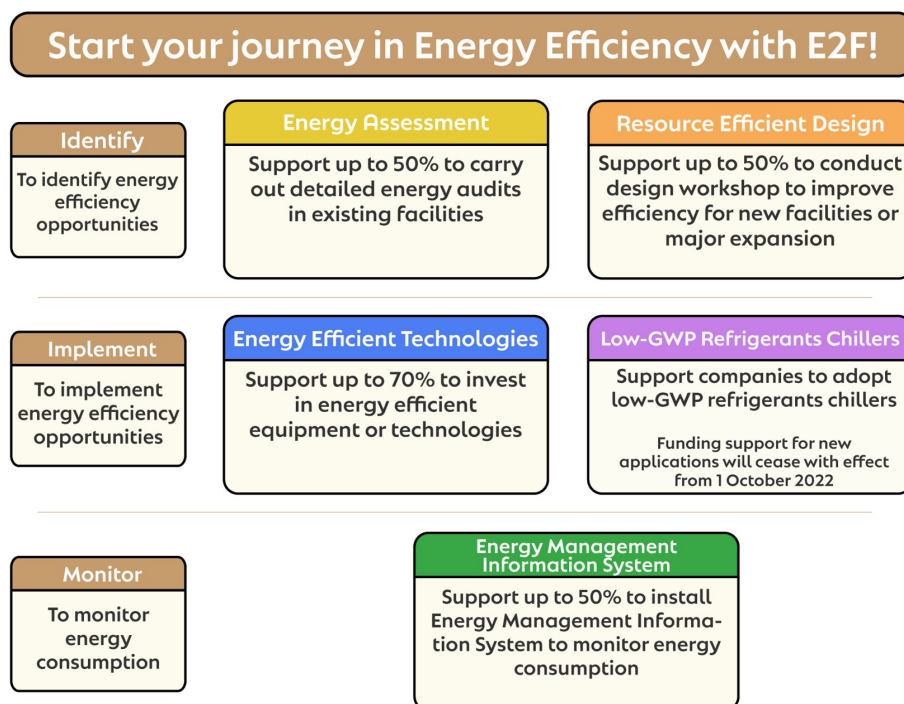 Start your journey in Energy Efficiency with E2F!
Identify
To identify energy
efficiency
opportunities
Energy Assessment
Support up to 50% to carry
out detailed energy audits
in existing facilities
Resource Efficient Design
Support up to 50% to conduct
design workshop to improve
efficiency for new facilities or
major expansion
Implement
To implement
energy efficiency
opportunities
Energy Efficient Technologies
Support up to 70% to invest
in energy efficient
equipment or technologies
Low-GWP Refrigerants Chillers
Support companies to adopt
low-GWP refrigerants chillers
Funding support for new
applications will cease with effect
from 1 October 2022
Monitor
To monitor
energy
consumption
Energy Management
Information System
Support up to 50% to install
Energy Management Informa-
tion System to monitor energy
consumption